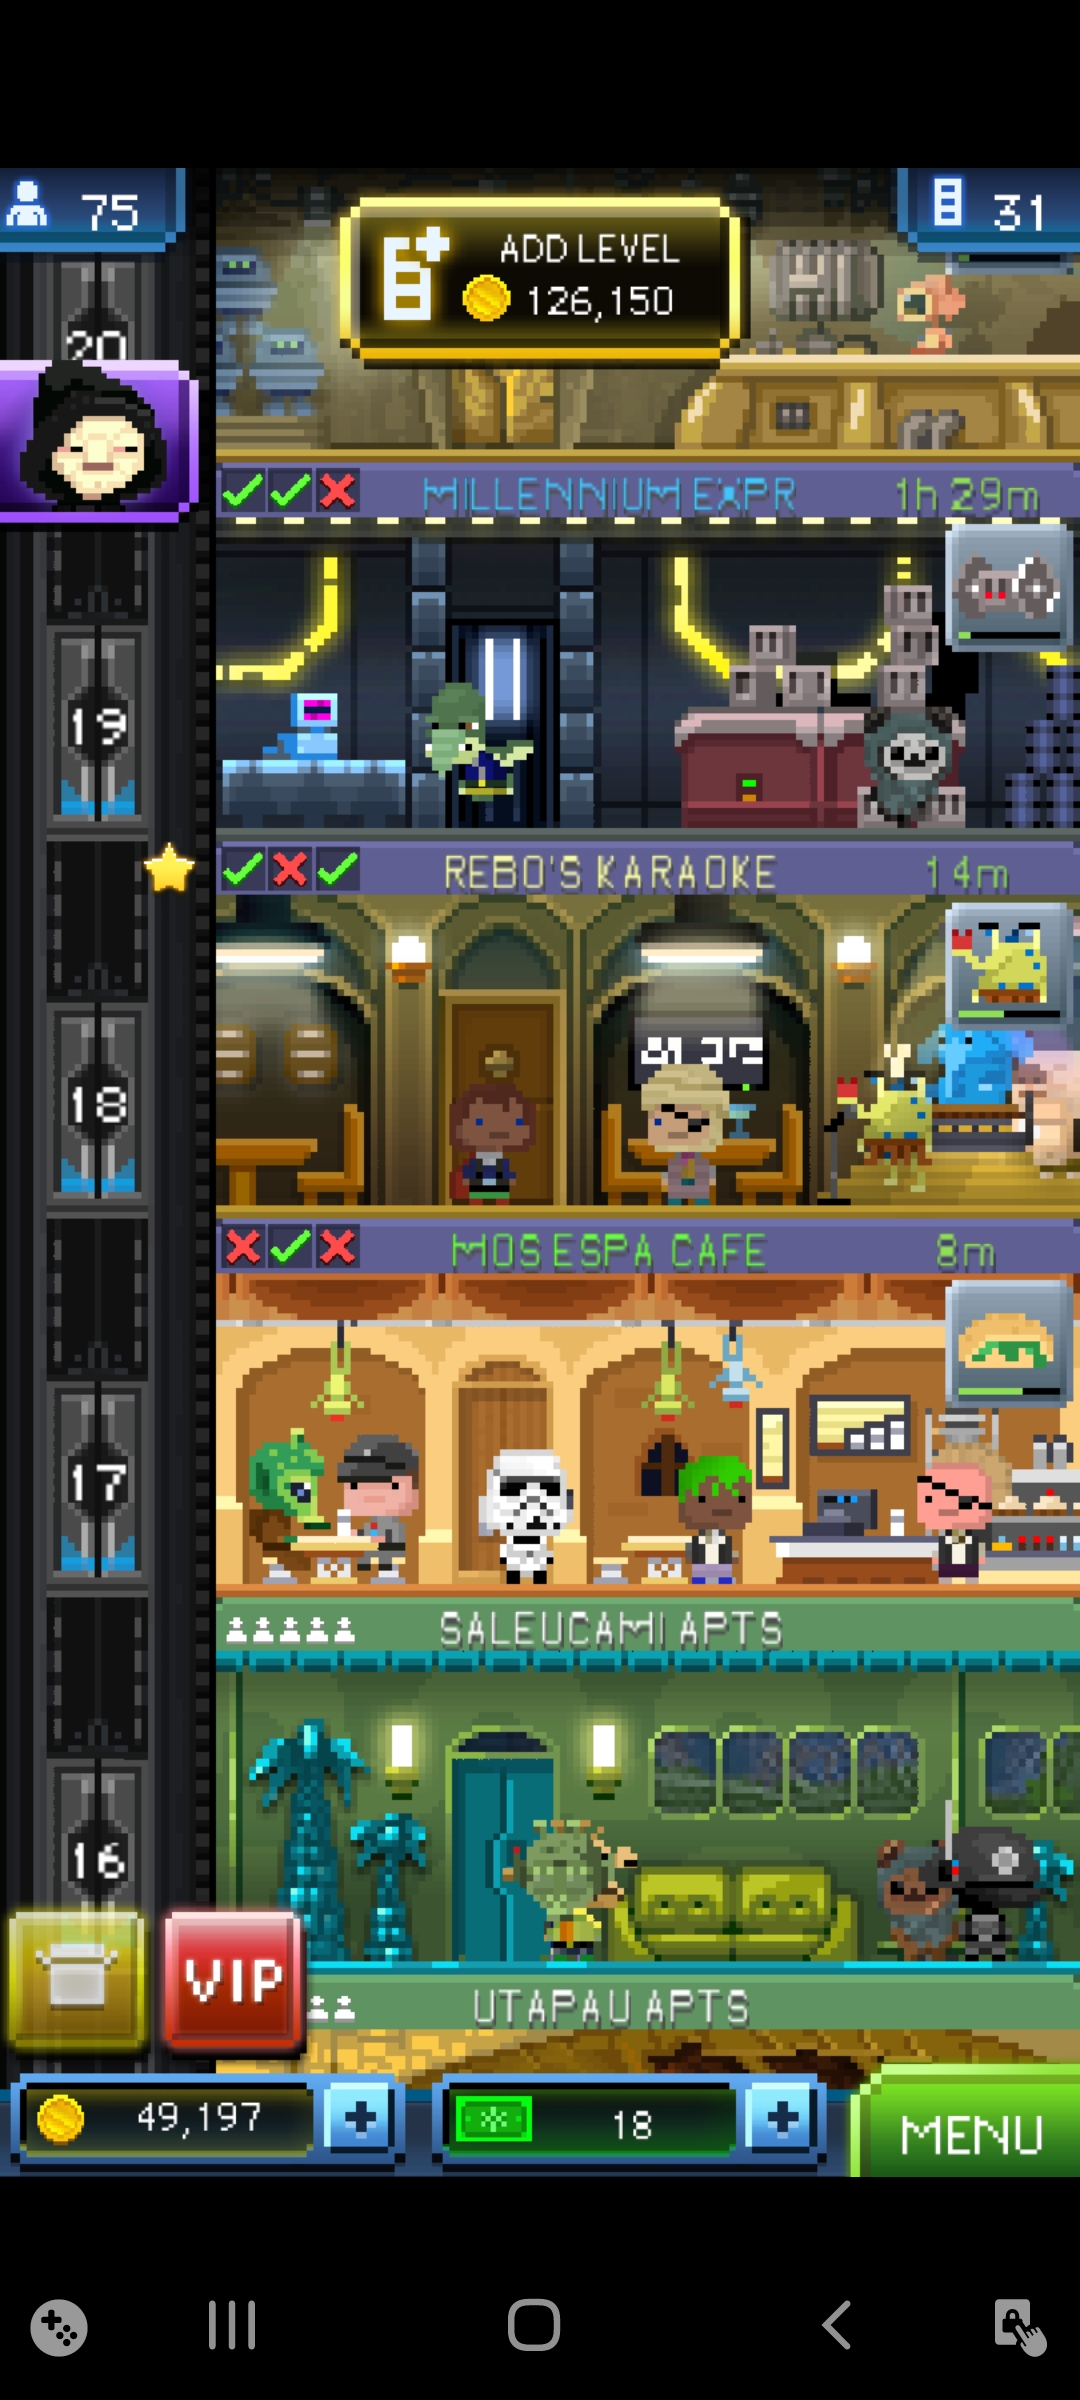 75
ADD LEVEL
126,150
31
20
MILLENNIUM EXPR
1h 29m
19
REBO'S KARAOKE
14m
18
MOS ESPA CAFE
8m
17
SALEUCAMI APTS
16
VIP
UTAPAU APTS
49,197
18
MENU